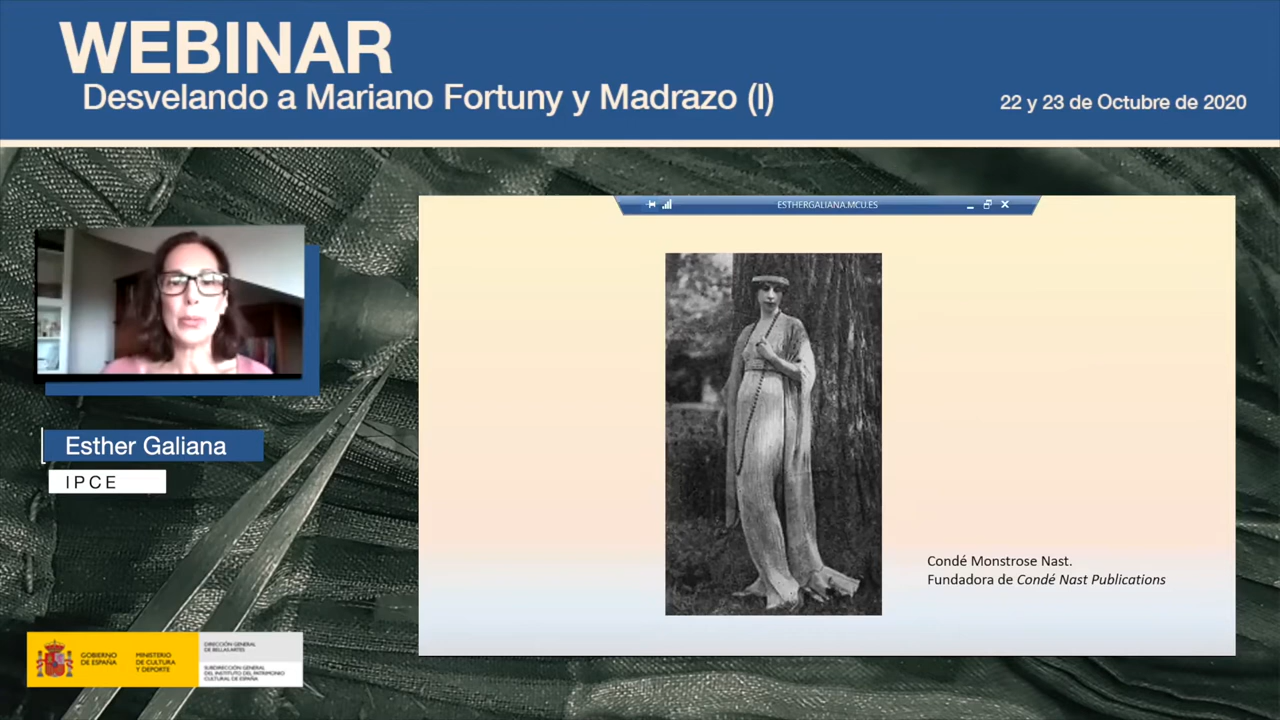 WEBINAR
Desvelando a Mariano Fortuny y Madrazo (I)
22 y 23 de Octubre de 2020
ESTHERGALIANA.MCU.ES
Esther Galiana
IPCE
Condé Monstrose Nast.
Fundadora de Condé Nast Publications
GOBIERNO
DE ESPAÑA
MINISTERIO
DE CULTURA
Y DEPORTE
DIRECCIÓN GENERAL
DE BELLAS ARTES
SUBDIRECCIÓN GENERAL
DEL INSTITUTO DEL PATRIMONIO
CULTURAL DE ESPAÑA